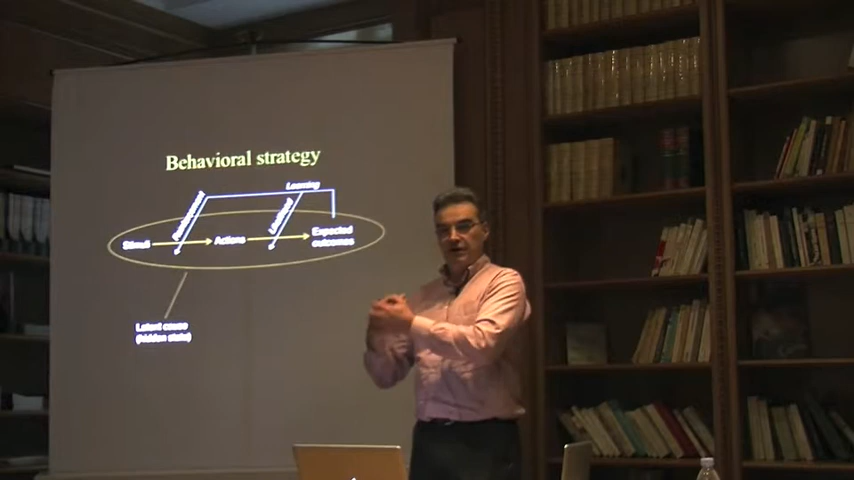 Behavioral strategy
Learning
Stimuli
Actions
Expected
outcomes
Latent cause
(hidden state)